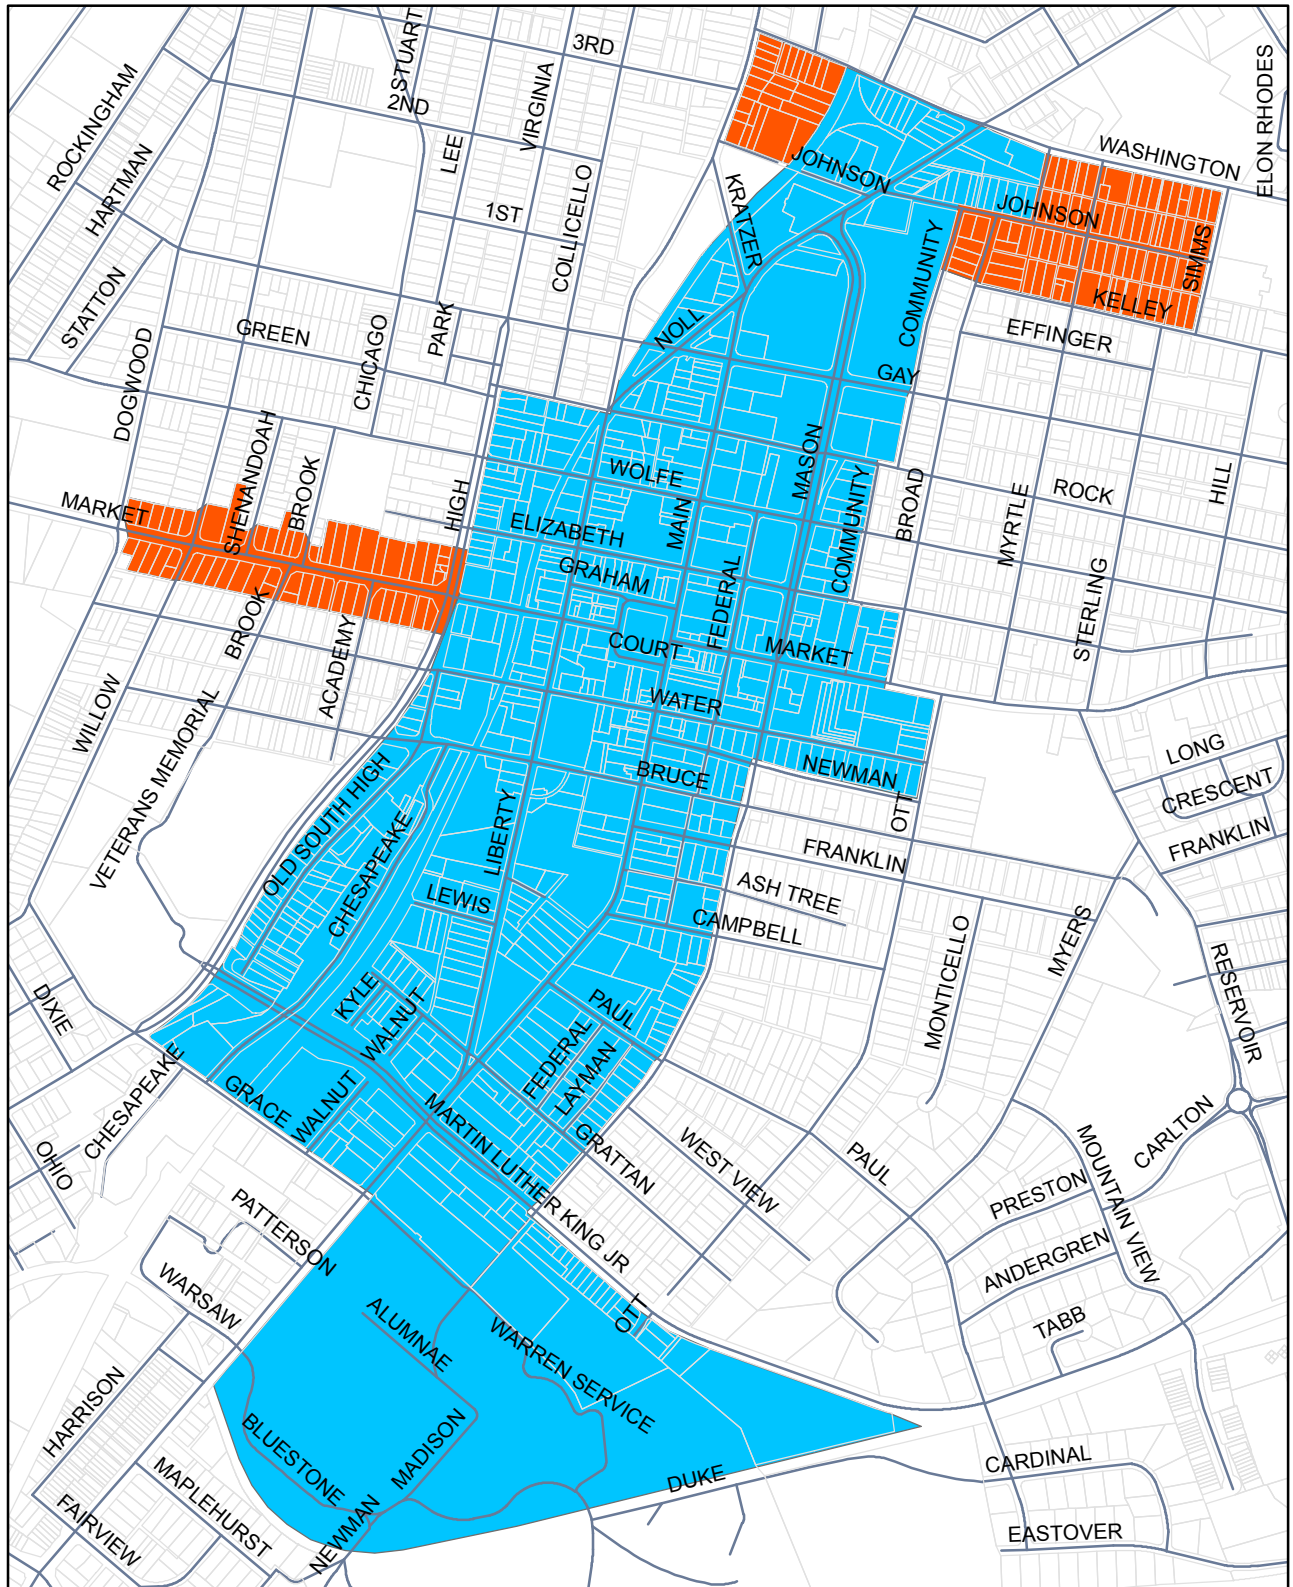 3RD
STUART
ELON RHODES
ROCKINGHAM
2ND
VIRGINIA
WASHINGTON
LEE
HARTMAN
JOHNSON
KRATZER
COLLICELLO
1ST
JOHNSON
SIMMS
COMMUNITY
STATTON
KELLEY
PARK
GREEN
NOLL
EFFINGER
CHICAGO
DOGWOOD
GAY
SHENANDOAH
MASON
WOLFE
BROOK
HIGH
COMMUNITY
BROAD
ROCK
HILL
MARKET
ELIZABETH
MAIN
MYRTLE
GRAHAM
FEDERAL
BROOK
STERLING
COURT
MARKET
ACADEMY
WATER
WILLOW
LONG
VETERANS MEMORIAL
NEWMAN
BRUCE
CRESCENT
OTT
OLD SOUTH HIGH
LIBERTY
FRANKLIN
FRANKLIN
CHESAPEAKE
ASH TREE
LEWIS
CAMPBELL
MYERS
MONTICELLO
RESERVOIR
DIXIE
KYLE
PAUL
WALNUT
FEDERAL
CHESAPEAKE
LAYMAN
GRACE
WALNUT
MARTIN LUTHER KING JR
GRATTAN
WEST VIEW
PAUL
CARLTON
OHIO
MOUNTAIN VIEW
PRESTON
PATTERSON
ANDERGREN
WARSAW
ALUMNAE
OTT
TABB
WARREN SERVICE
HARRISON
BLUESTONE
MADISON
DUKE
CARDINAL
MAPLEHURST
NEWMAN
FAIRVIEW
EASTOVER